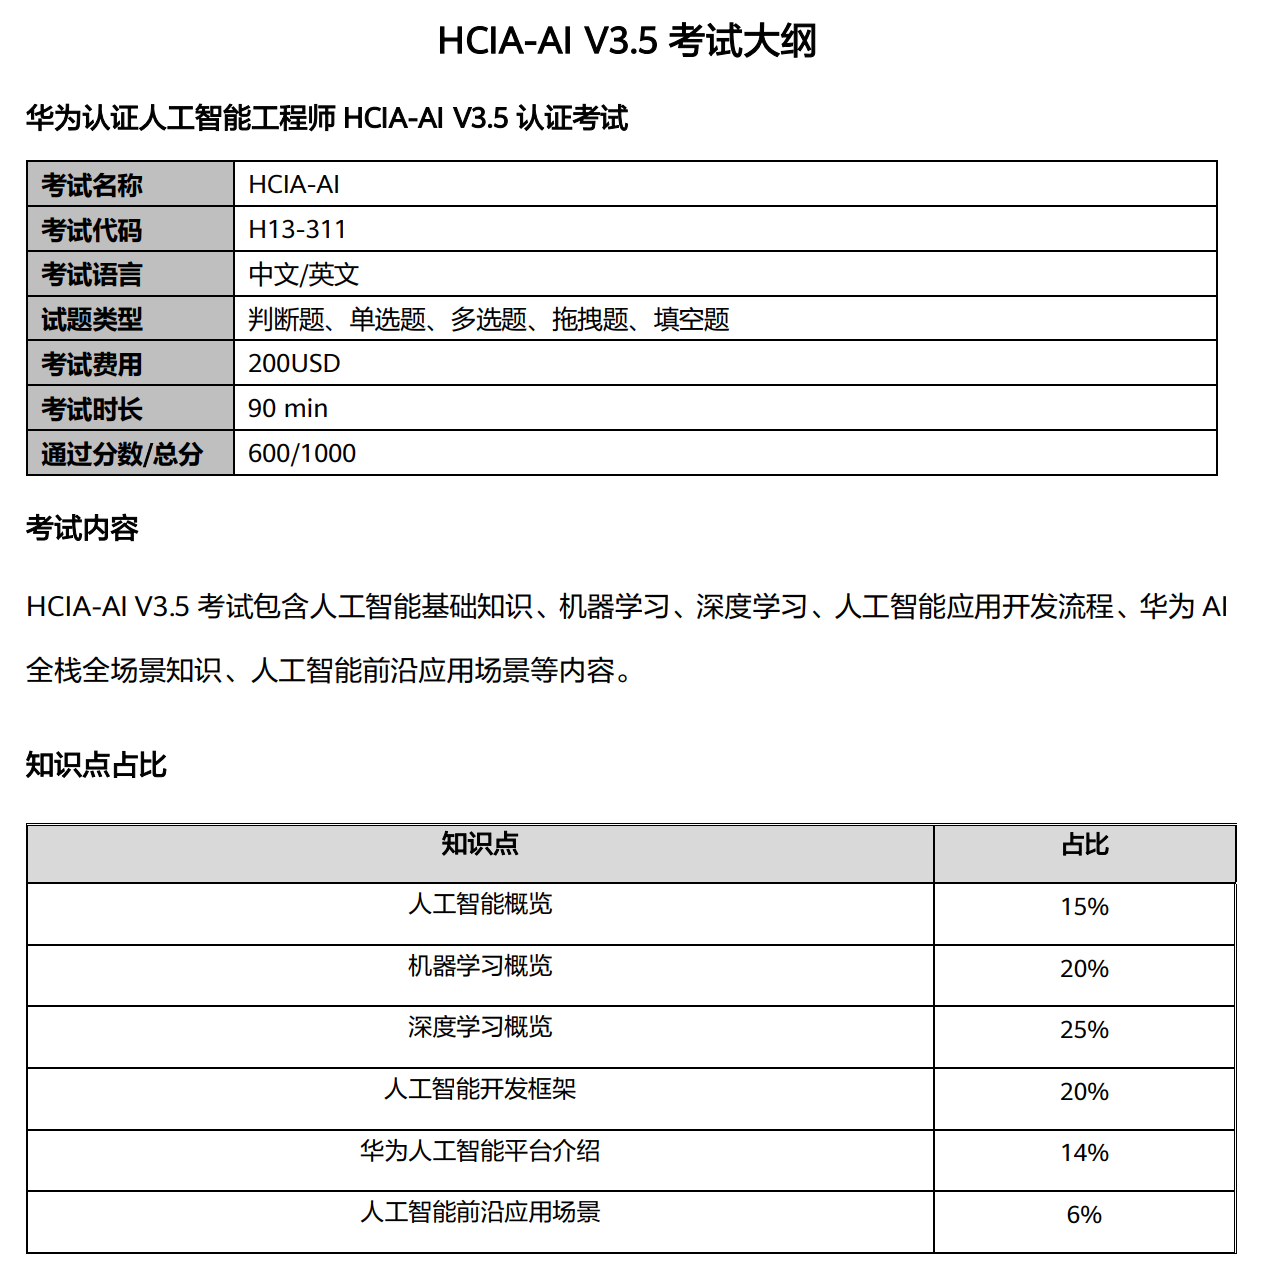 HCIA-AI V3.5 考试大纲
华为认证人工智能工程师 HCIA-AI V3.5 认证考试
考试名称 HCIA-AI
考试代码 H13-311
考试语言 中文/英文
试题类型 判断题、单选题、多选题、拖拽题、填空题
考试费用 200USD
考试时长 90 min
通过分数/总分 600/1000
考试内容
HCIA-AI V3.5 考试包含人工智能基础知识、机器学习、深度学习、人工智能应用开发流程、华为 AI
全栈全场景知识、人工智能前沿应用场景等内容。
知识点占比
知识点 占比
人工智能概览 15%
机器学习概览 20%
深度学习概览 25%
人工智能开发框架 20%
华为人工智能平台介绍 14%
人工智能前沿应用场景 6%